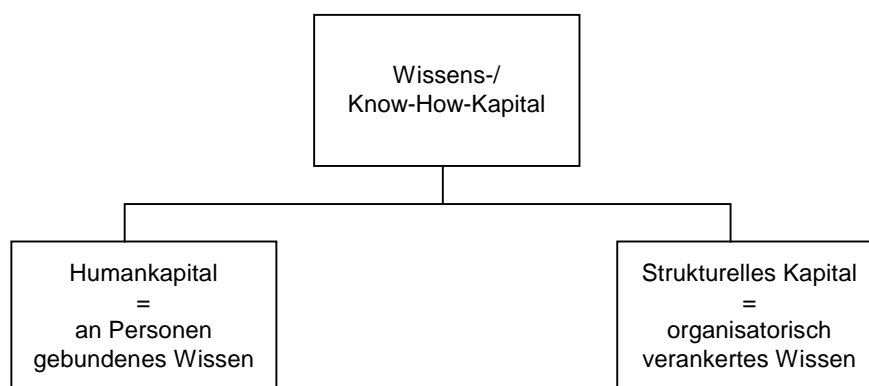 Wissens-/
Know-How-Kapital
Humankapital
=
an Personen
gebundenes Wissen
Strukturelles Kapital
=
organisatorisch
verankertes Wissen